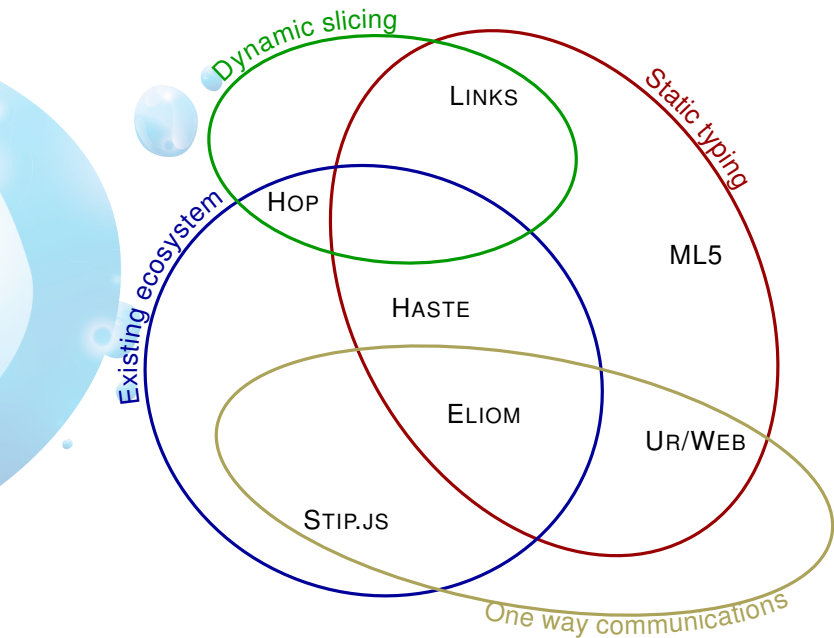 Dynamic slicing
Static typing
LINKS
Existing ecosystem
HOP
ML5
HASTE
ELIOM
UR/WEB
STIP.JS
One way communications